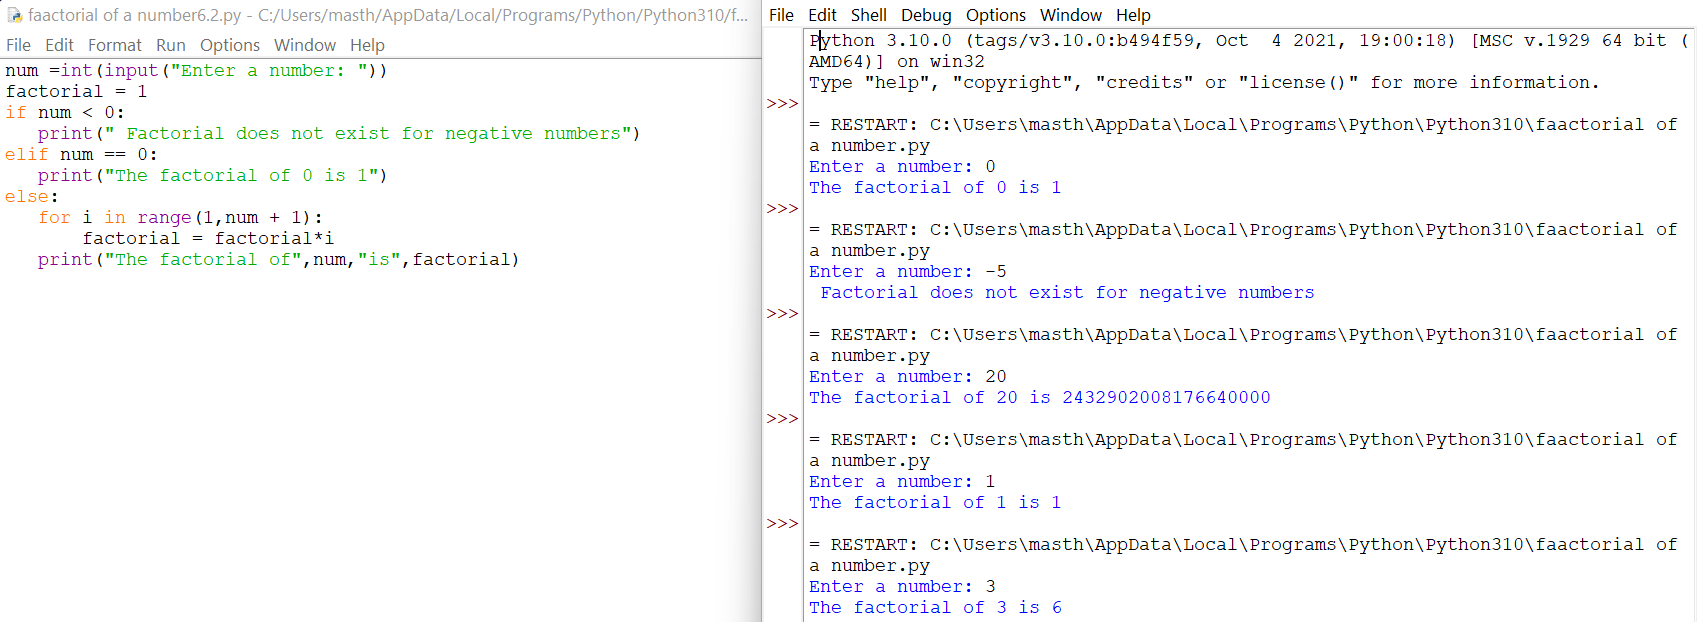 faactorial of a number6.2.py - C:/Users/masth/AppData/Local/Programs/Python/Python310/f...
File Edit Format Run Options Window Help
num =int(input("Enter a number: "))
factorial = 1
if num < 0:
   print(" Factorial does not exist for negative numbers")
elif num == 0:
   print("The factorial of 0 is 1")
else:
   for i in range(1,num + 1):
       factorial = factorial*i
   print("The factorial of",num,"is",factorial)
File Edit Shell Debug Options Window Help
Python 3.10.0 (tags/v3.10.0:b494f59, Oct  4 2021, 19:00:18) [MSC v.1929 64 bit (
AMD64)] on win32
Type "help", "copyright", "credits" or "license()" for more information.
>>>
= RESTART: C:\Users\masth\AppData\Local\Programs\Python\Python310\faactorial of
a number.py
Enter a number: 0
The factorial of 0 is 1
>>>
= RESTART: C:\Users\masth\AppData\Local\Programs\Python\Python310\faactorial of
a number.py
Enter a number: -5
 Factorial does not exist for negative numbers
>>>
= RESTART: C:\Users\masth\AppData\Local\Programs\Python\Python310\faactorial of
a number.py
Enter a number: 20
The factorial of 20 is 2432902008176640000
>>>
= RESTART: C:\Users\masth\AppData\Local\Programs\Python\Python310\faactorial of
a number.py
Enter a number: 1
The factorial of 1 is 1
>>>
= RESTART: C:\Users\masth\AppData\Local\Programs\Python\Python310\faactorial of
a number.py
Enter a number: 3
The factorial of 3 is 6